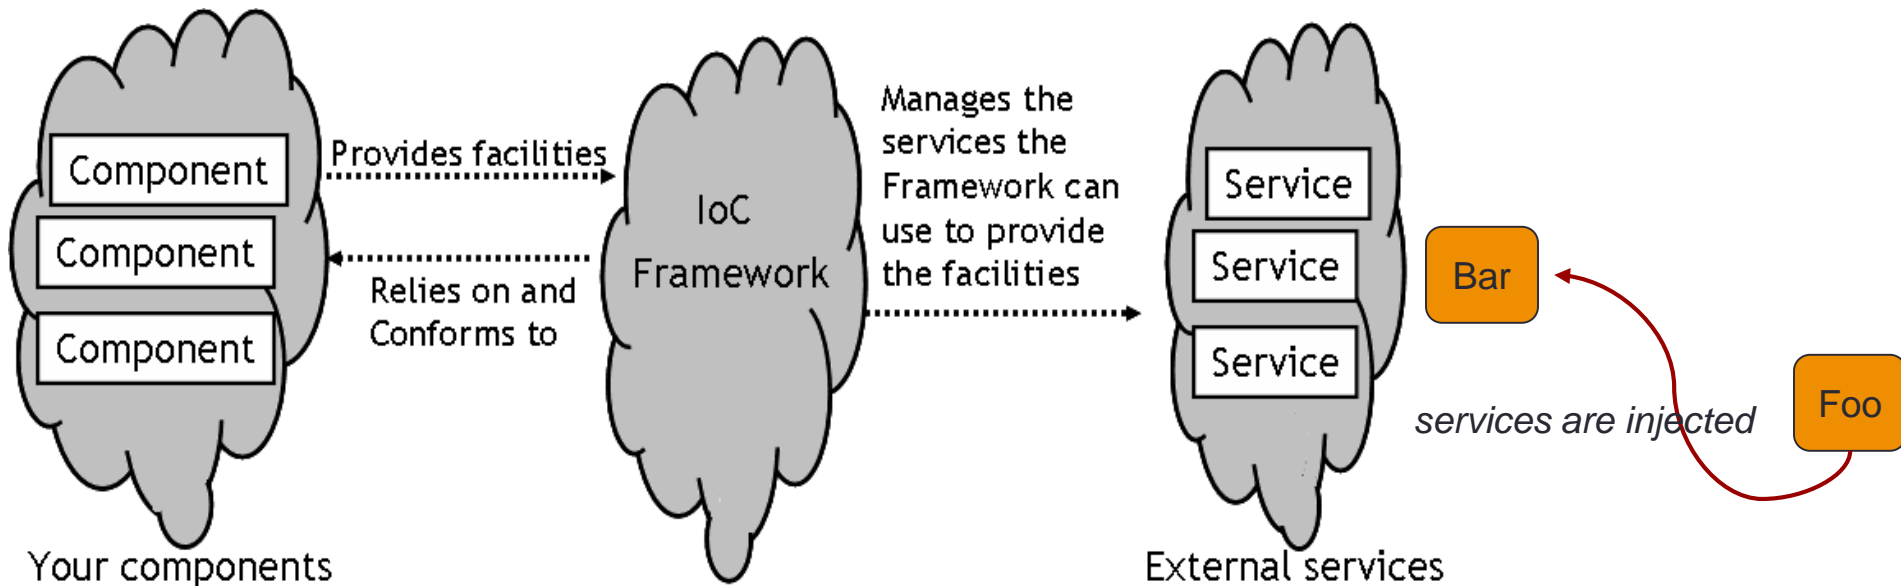 Component
Component
Component
Your components
Provides facilities
Relies on and
Conforms to
IoC
Framework
Manages the
services the
Framework can
use to provide
the facilities
Service
Service
Service
External services
Bar
Foo
services are injected